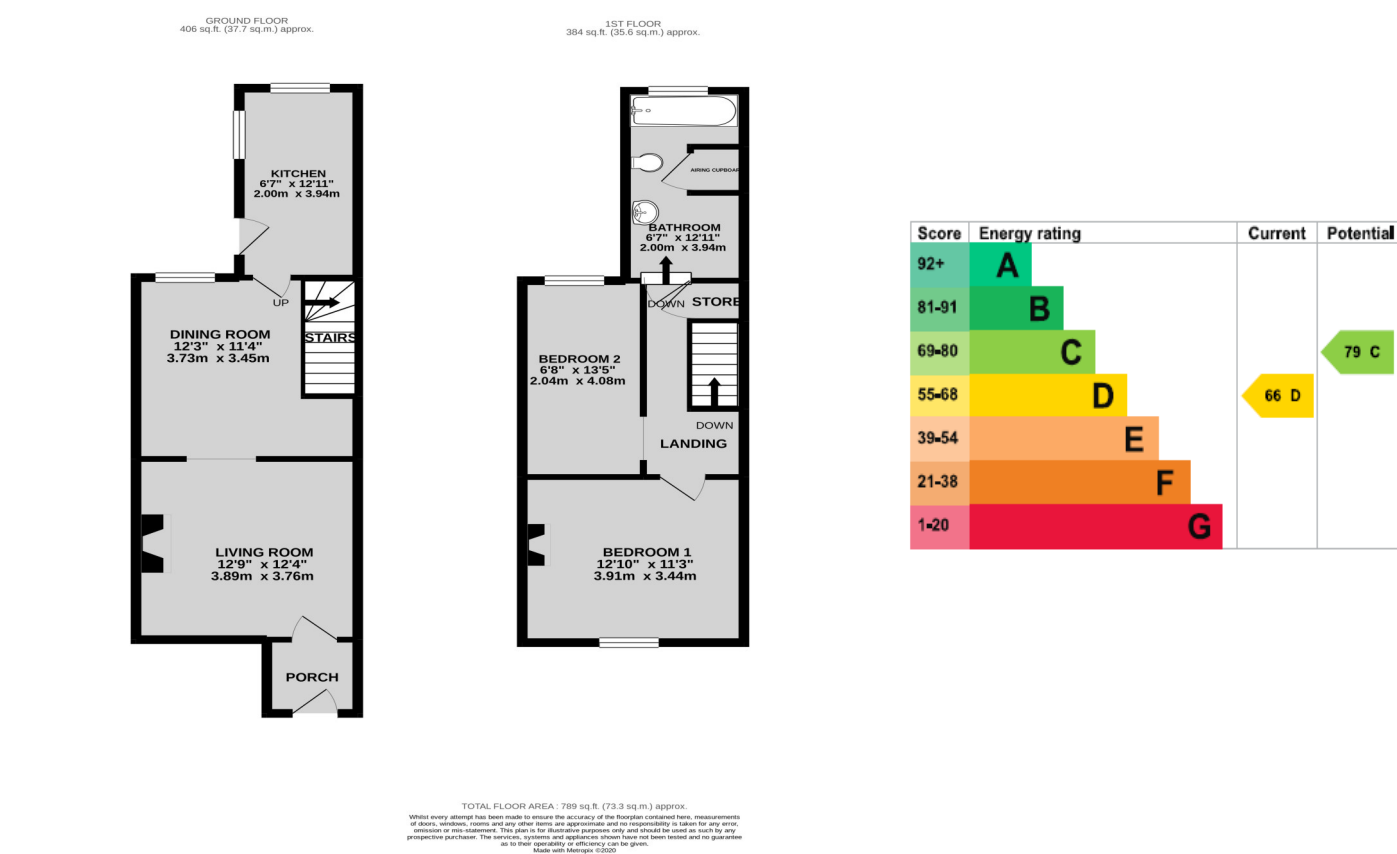 GROUND FLOOR
406 sq.ft. (37.7 sq.m.) approx.
KITCHEN
6'7" x 12'11"
2.00m x 3.94m
UP
STAIRS
DINING ROOM
12'3" x 11'4"
3.73m x 3.45m
LIVING ROOM
12'9" x 12'4"
3.89m x 3.76m
PORCH
1ST FLOOR
384 sq.ft. (35.6 sq.m.) approx.
AIRING CUPBOAR
BATHROOM
6'7" x 12'11"
2.00m x 3.94m
DOWN
STORE
BEDROOM 2
6'8" x 13'5"
2.04m x 4.08m
DOWN
LANDING
BEDROOM 1
12'10" x 11'3"
3.91m x 3.44m
Score Energy rating Current Potential
92+ A
81-91 B
69-80 C 79 C
55-68 D 66 D
39-54 E
21-38 F
1-20 G
TOTAL FLOOR AREA : 789 sq.ft. (73.3 sq.m.) approx.
Whilst every attempt has been made to ensure the accuracy of the floorplan contained here, measurements
of doors, windows, rooms and any other items are approximate and no responsibility is taken for any error,
omission or mis-statement. This plan is for illustrative purposes only and should be used as such by any
prospective purchaser. The services, systems and appliances shown have not been tested and no guarantee
as to their operability or efficiency can be given.
Made with Metropix ©2020